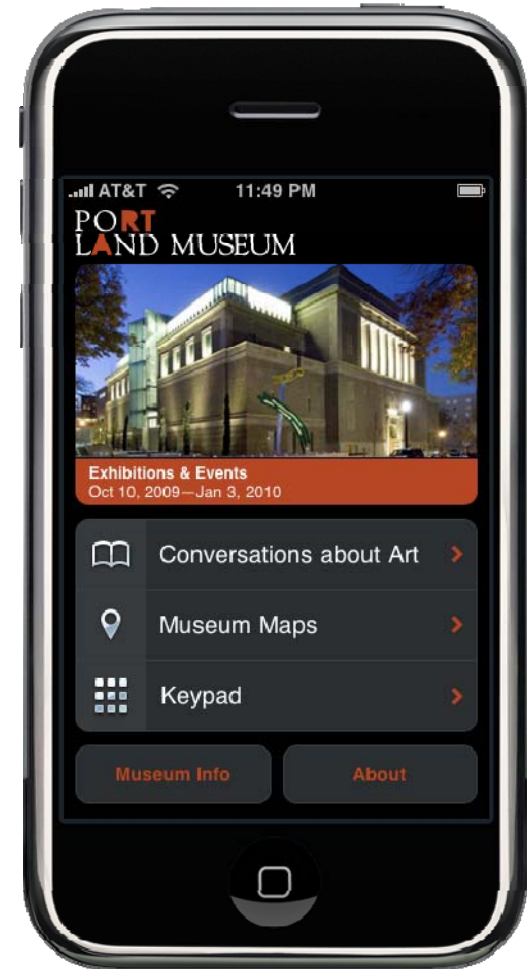 AT&T 11:49 PM
PORT
LAND MUSEUM
Exhibitions & Events
Oct 10, 2009—Jan 3, 2010
Conversations about Art
Museum Maps
Keypad
Museum Info
About